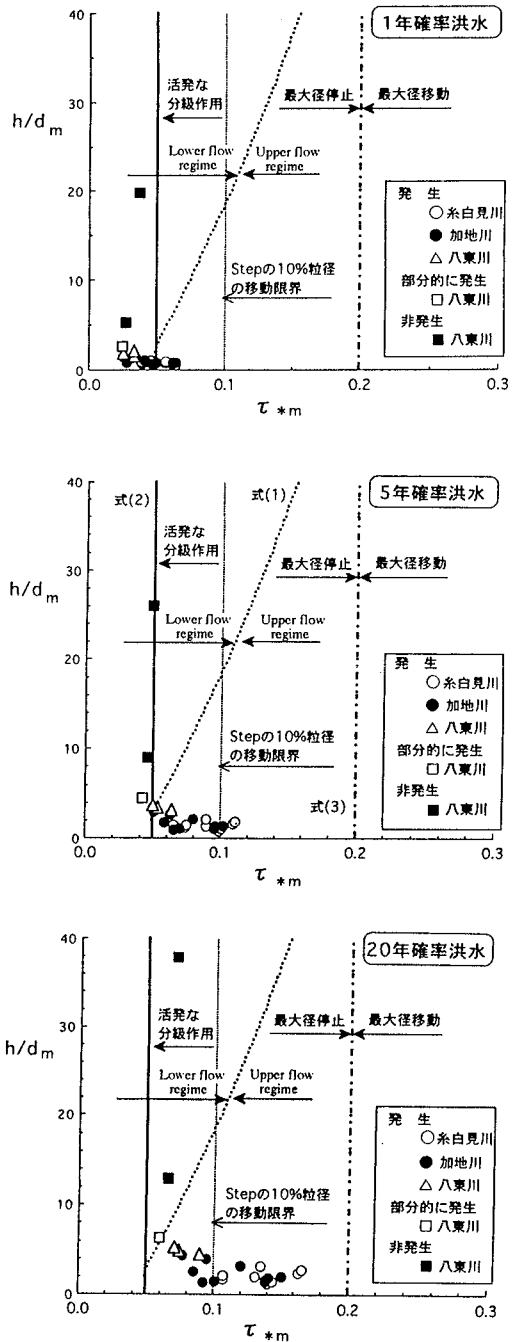 1年確率洪水
40
活発な
分級作用
最大径停止
最大径移動
30
h/dm
Lower flow
regime
Upper flow
regime
20
発 生
○糸白見川
●加地川
△八東川
部分的に発生
□八東川
非発生
■八東川
Stepの10%粒径
の移動限界
10
0
0.0
0.1
0.2
0.3
τ*m
5年確率洪水
40
式(2)
式(1)
活発な
分級作用
最大径停止
最大径移動
30
h/dm
Lower flow
regime
Upper flow
regime
20
発 生
○糸白見川
●加地川
△八東川
部分的に発生
□八東川
非発生
■八東川
Stepの10%粒径
の移動限界
10
式(3)
0
0.0
0.1
0.2
0.3
τ*m
20年確率洪水
40
活発な
分級作用
最大径停止
最大径移動
30
h/dm
Lower flow
regime
Upper flow
regime
20
発 生
○糸白見川
●加地川
△八東川
部分的に発生
□八東川
非発生
■八東川
Stepの10%粒径
の移動限界
10
0
0.0
0.1
0.2
0.3
τ*m